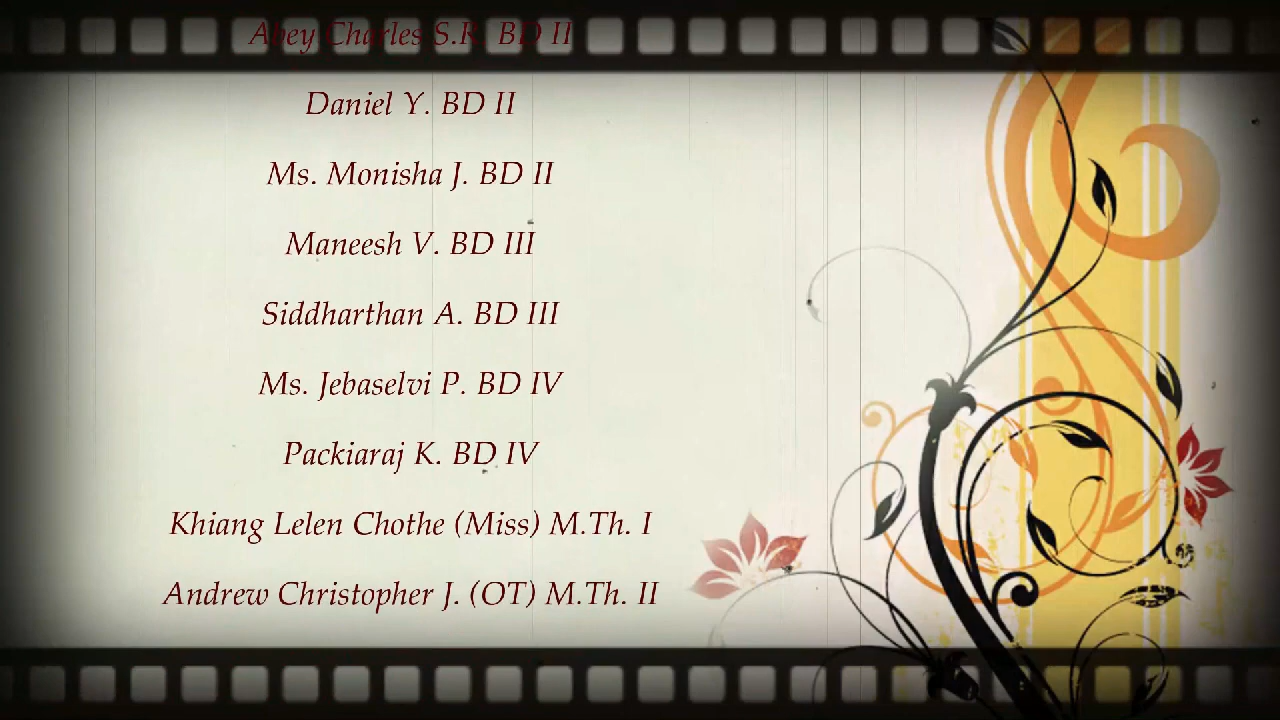 Abey Charles S.R. BD II
Daniel Y. BD II
Ms. Monisha J. BD II
Maneesh V. BD III
Siddharthan A. BD III
Ms. Jebaselvi P. BD IV
Packiaraj K. BD IV
Khiang Lelen Chothe (Miss) M.Th. I
Andrew Christopher J. (OT) M.Th. II